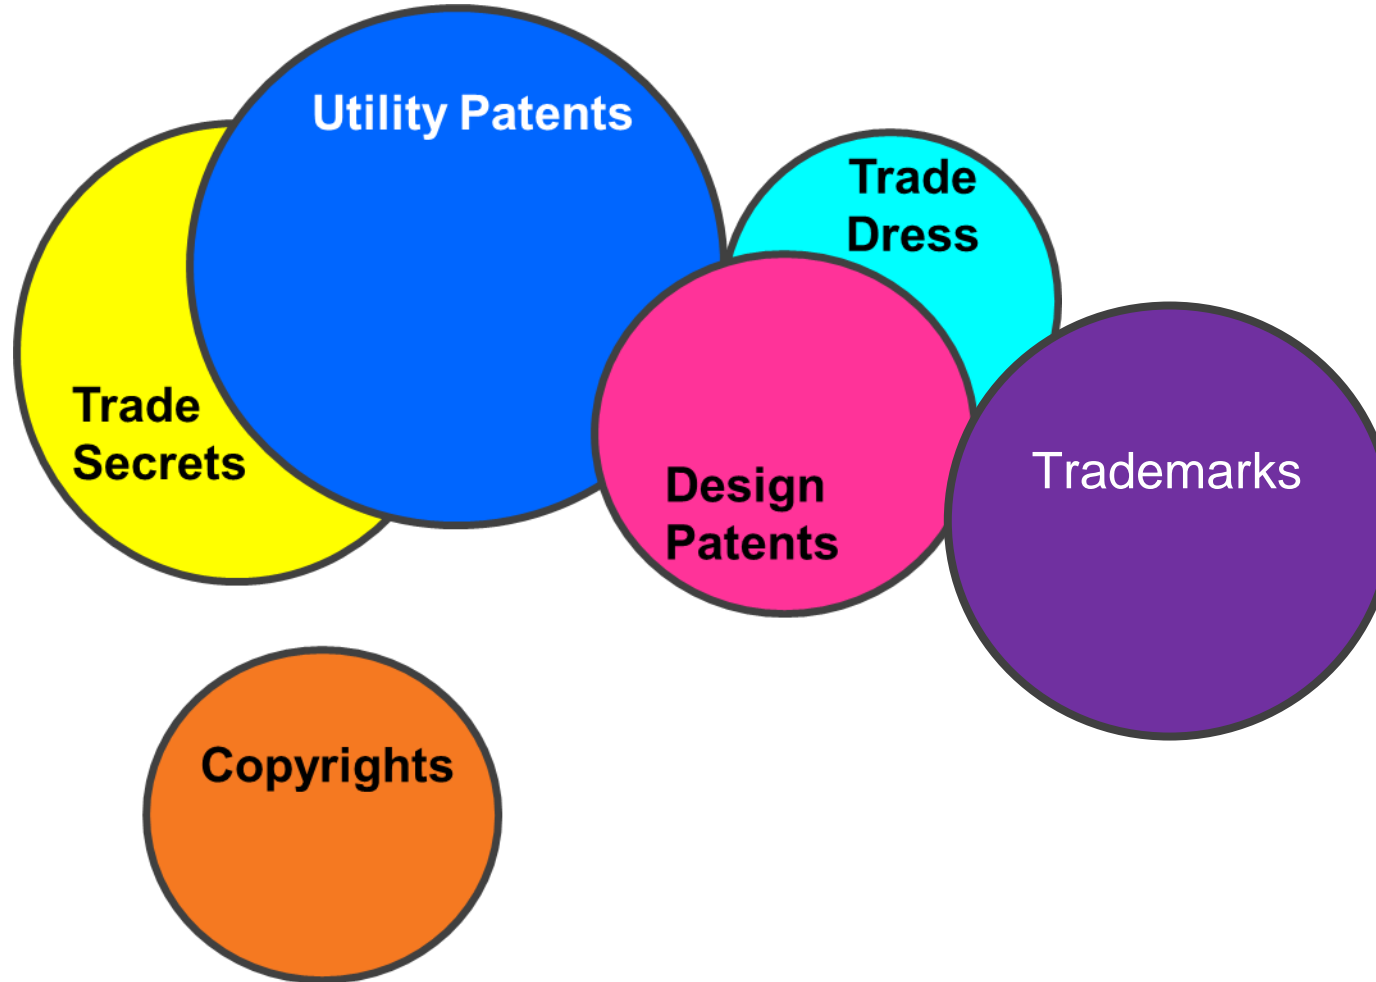 Utility Patents
Trade
Dress
Trade
Secrets
Trademarks
Design
Patents
Copyrights